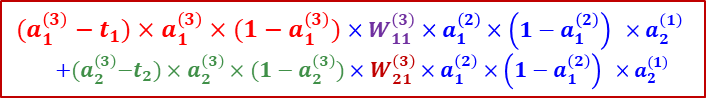 (a₁⁽³⁾ − t₁) × a₁⁽³⁾ × (1 − a₁⁽³⁾) × W₁₁⁽³⁾ × a₁⁽²⁾ × (1 − a₁⁽²⁾) × a₂⁽¹⁾
+(a₂⁽³⁾−t₂) × a₂⁽³⁾ × (1 − a₂⁽³⁾) × W₂₁⁽³⁾ × a₁⁽²⁾ × (1 − a₁⁽²⁾) × a₂⁽¹⁾